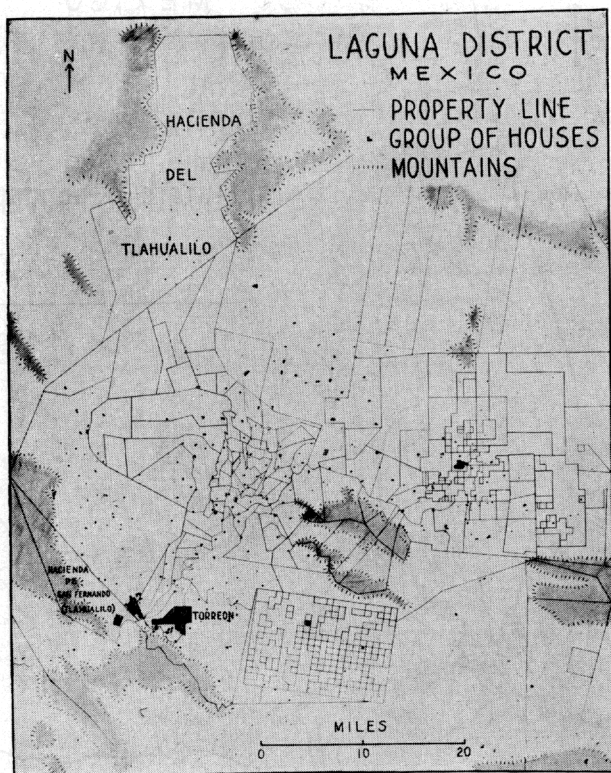 LAGUNA DISTRICT
MEXICO
N
PROPERTY LINE
GROUP OF HOUSES
MOUNTAINS
HACIENDA
DEL
TLAHUALILO
HACIENDA
DE
SAN FERNANDO
(TLAHUALILO)
TORREON
MILES
0 10 20